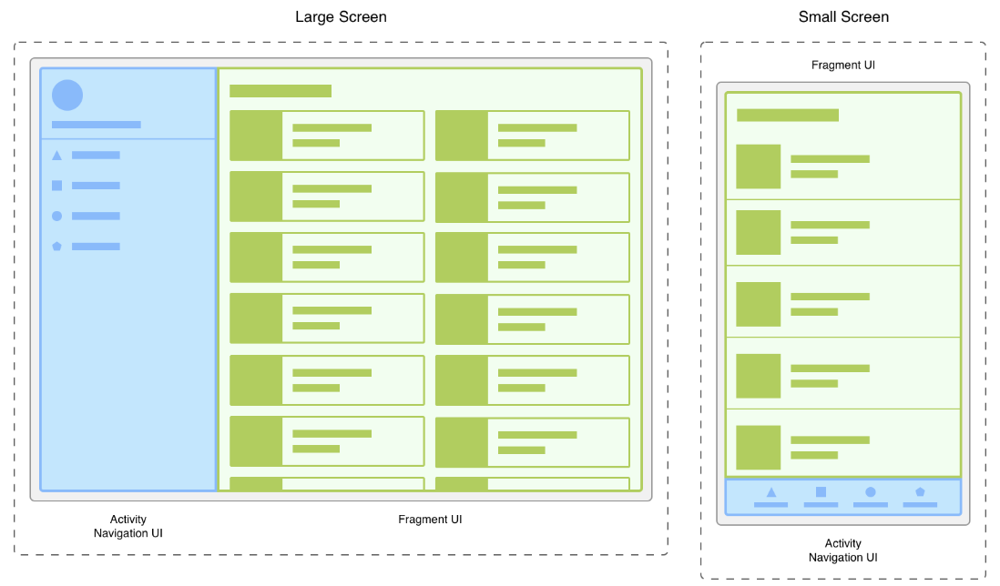 Large Screen
Activity
Navigation UI
Fragment UI
Small Screen
Fragment UI
Activity
Navigation UI